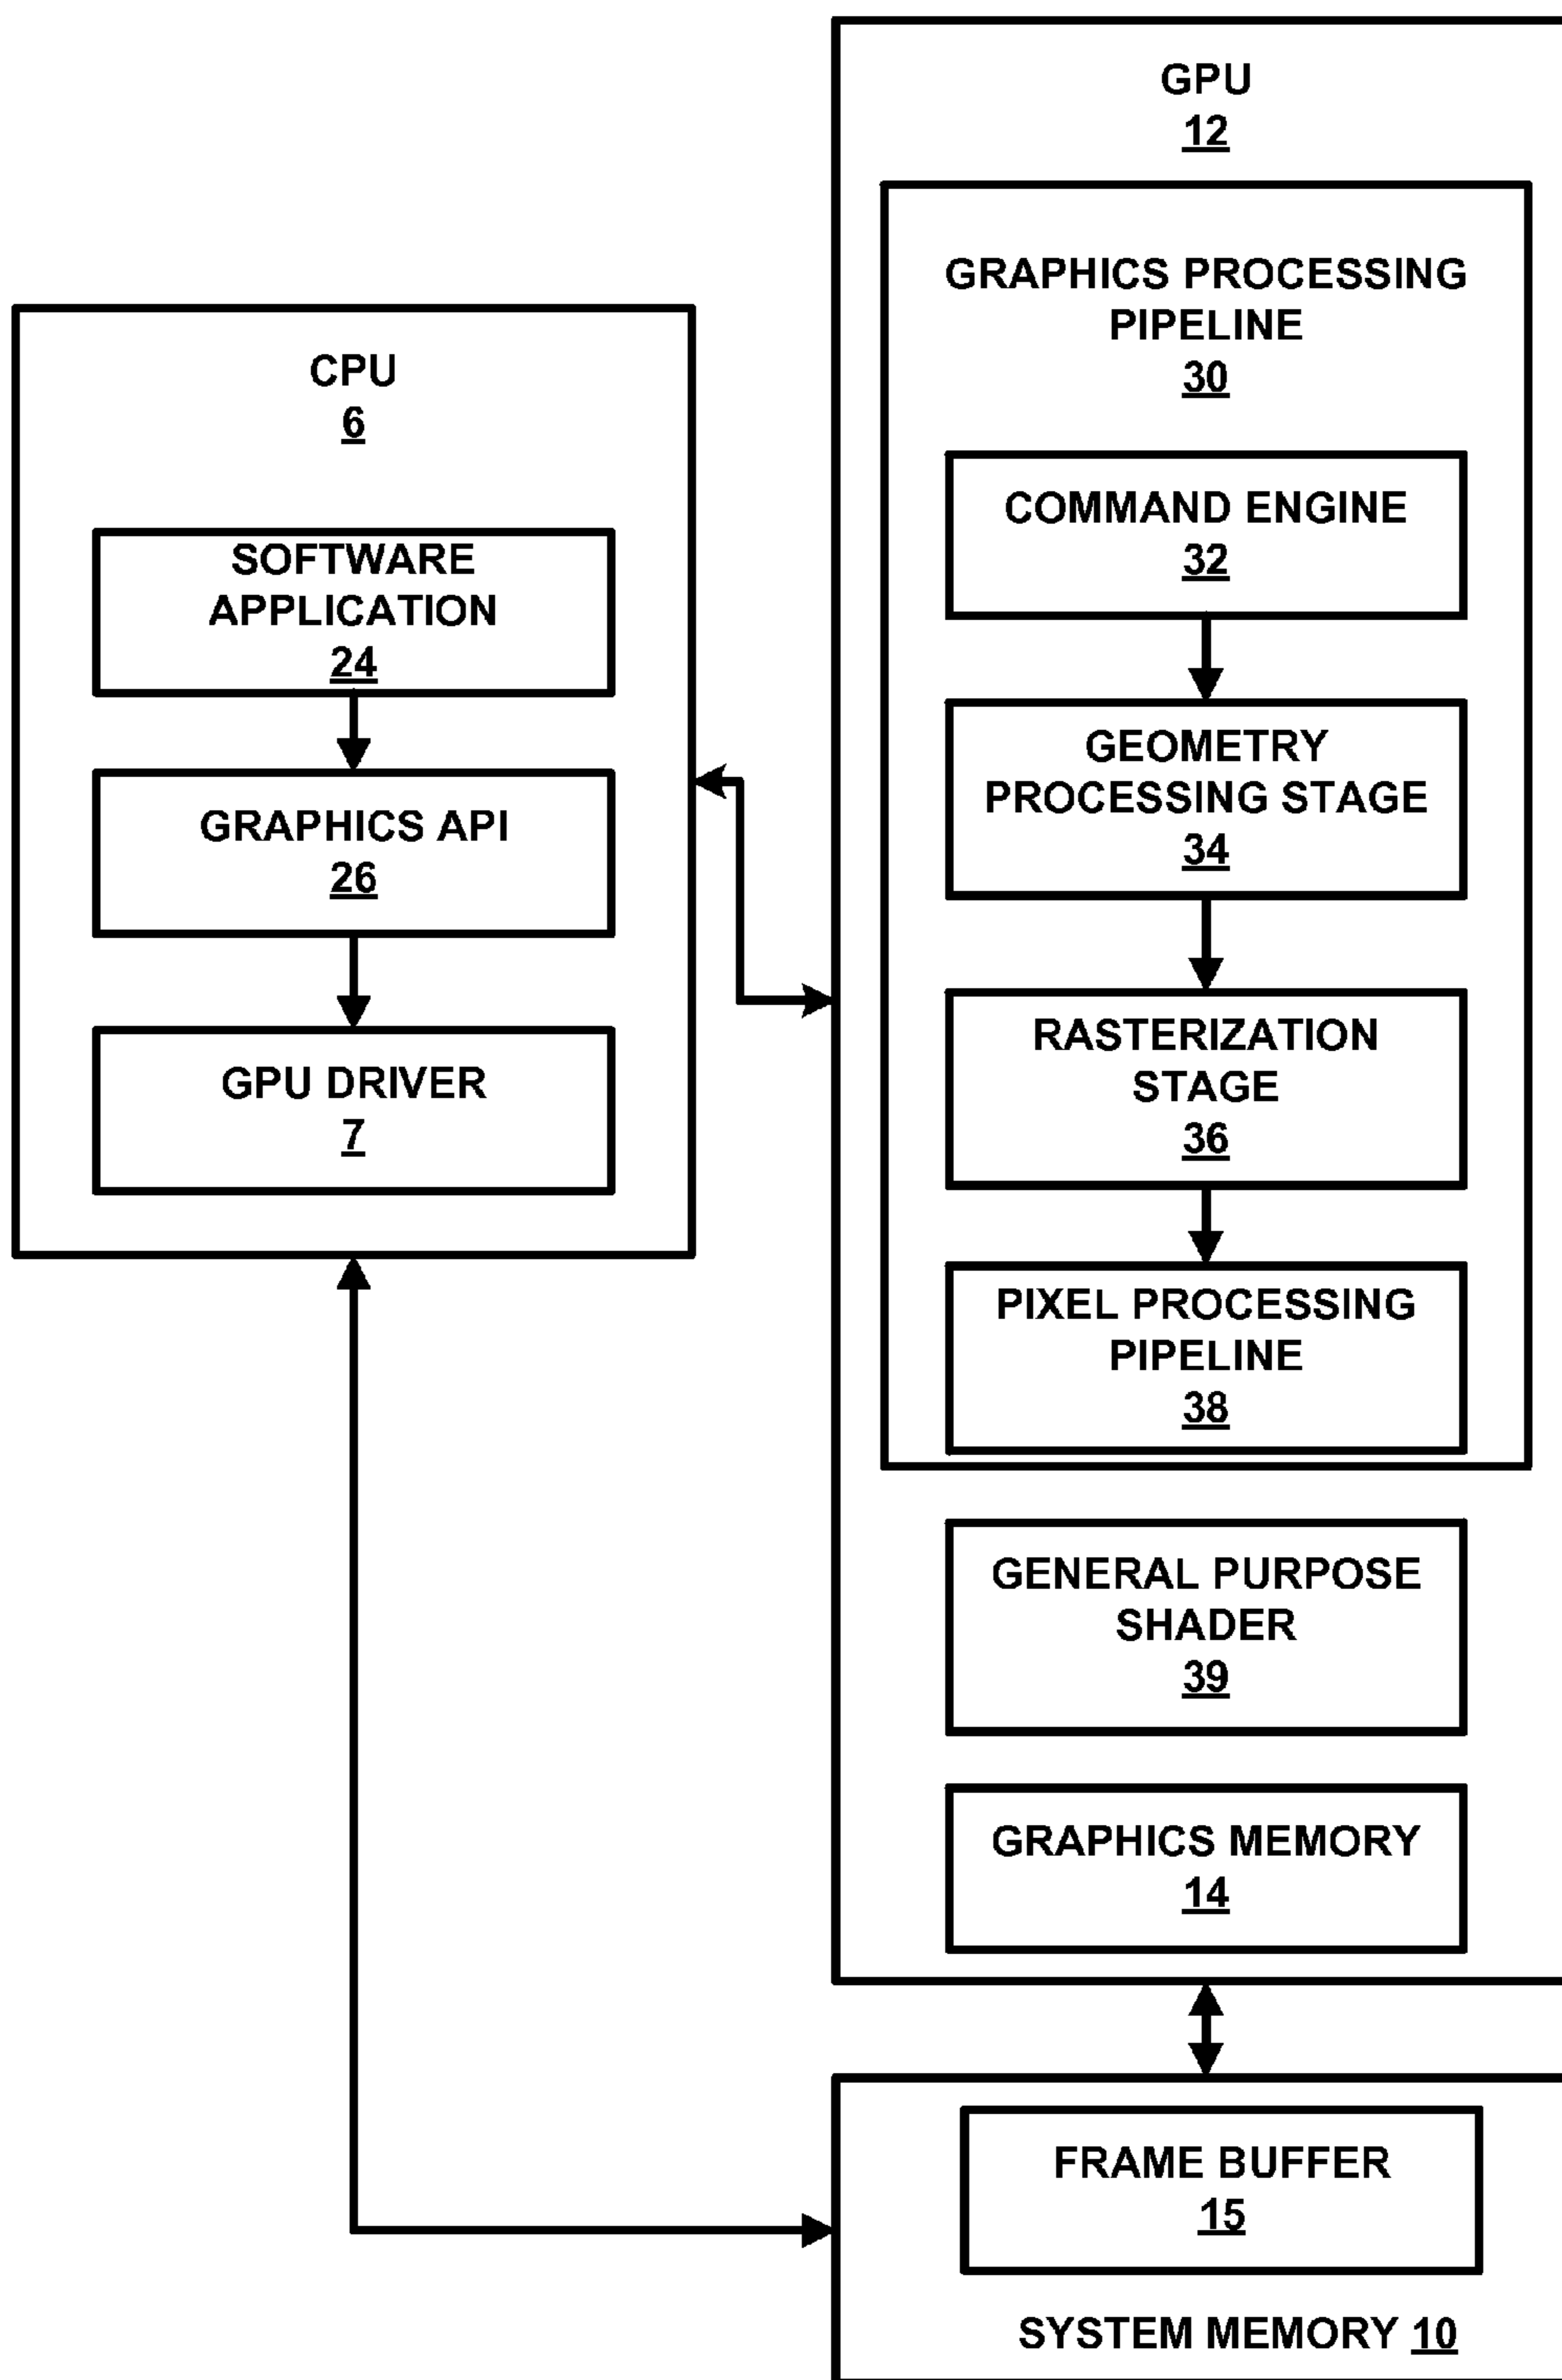 CPU
6
SOFTWARE
APPLICATION
24
GRAPHICS API
26
GPU DRIVER
7
GPU
12
GRAPHICS PROCESSING
PIPELINE
30
COMMAND ENGINE
32
GEOMETRY
PROCESSING STAGE
34
RASTERIZATION
STAGE
36
PIXEL PROCESSING
PIPELINE
38
GENERAL PURPOSE
SHADER
39
GRAPHICS MEMORY
14
FRAME BUFFER
15
SYSTEM MEMORY 10